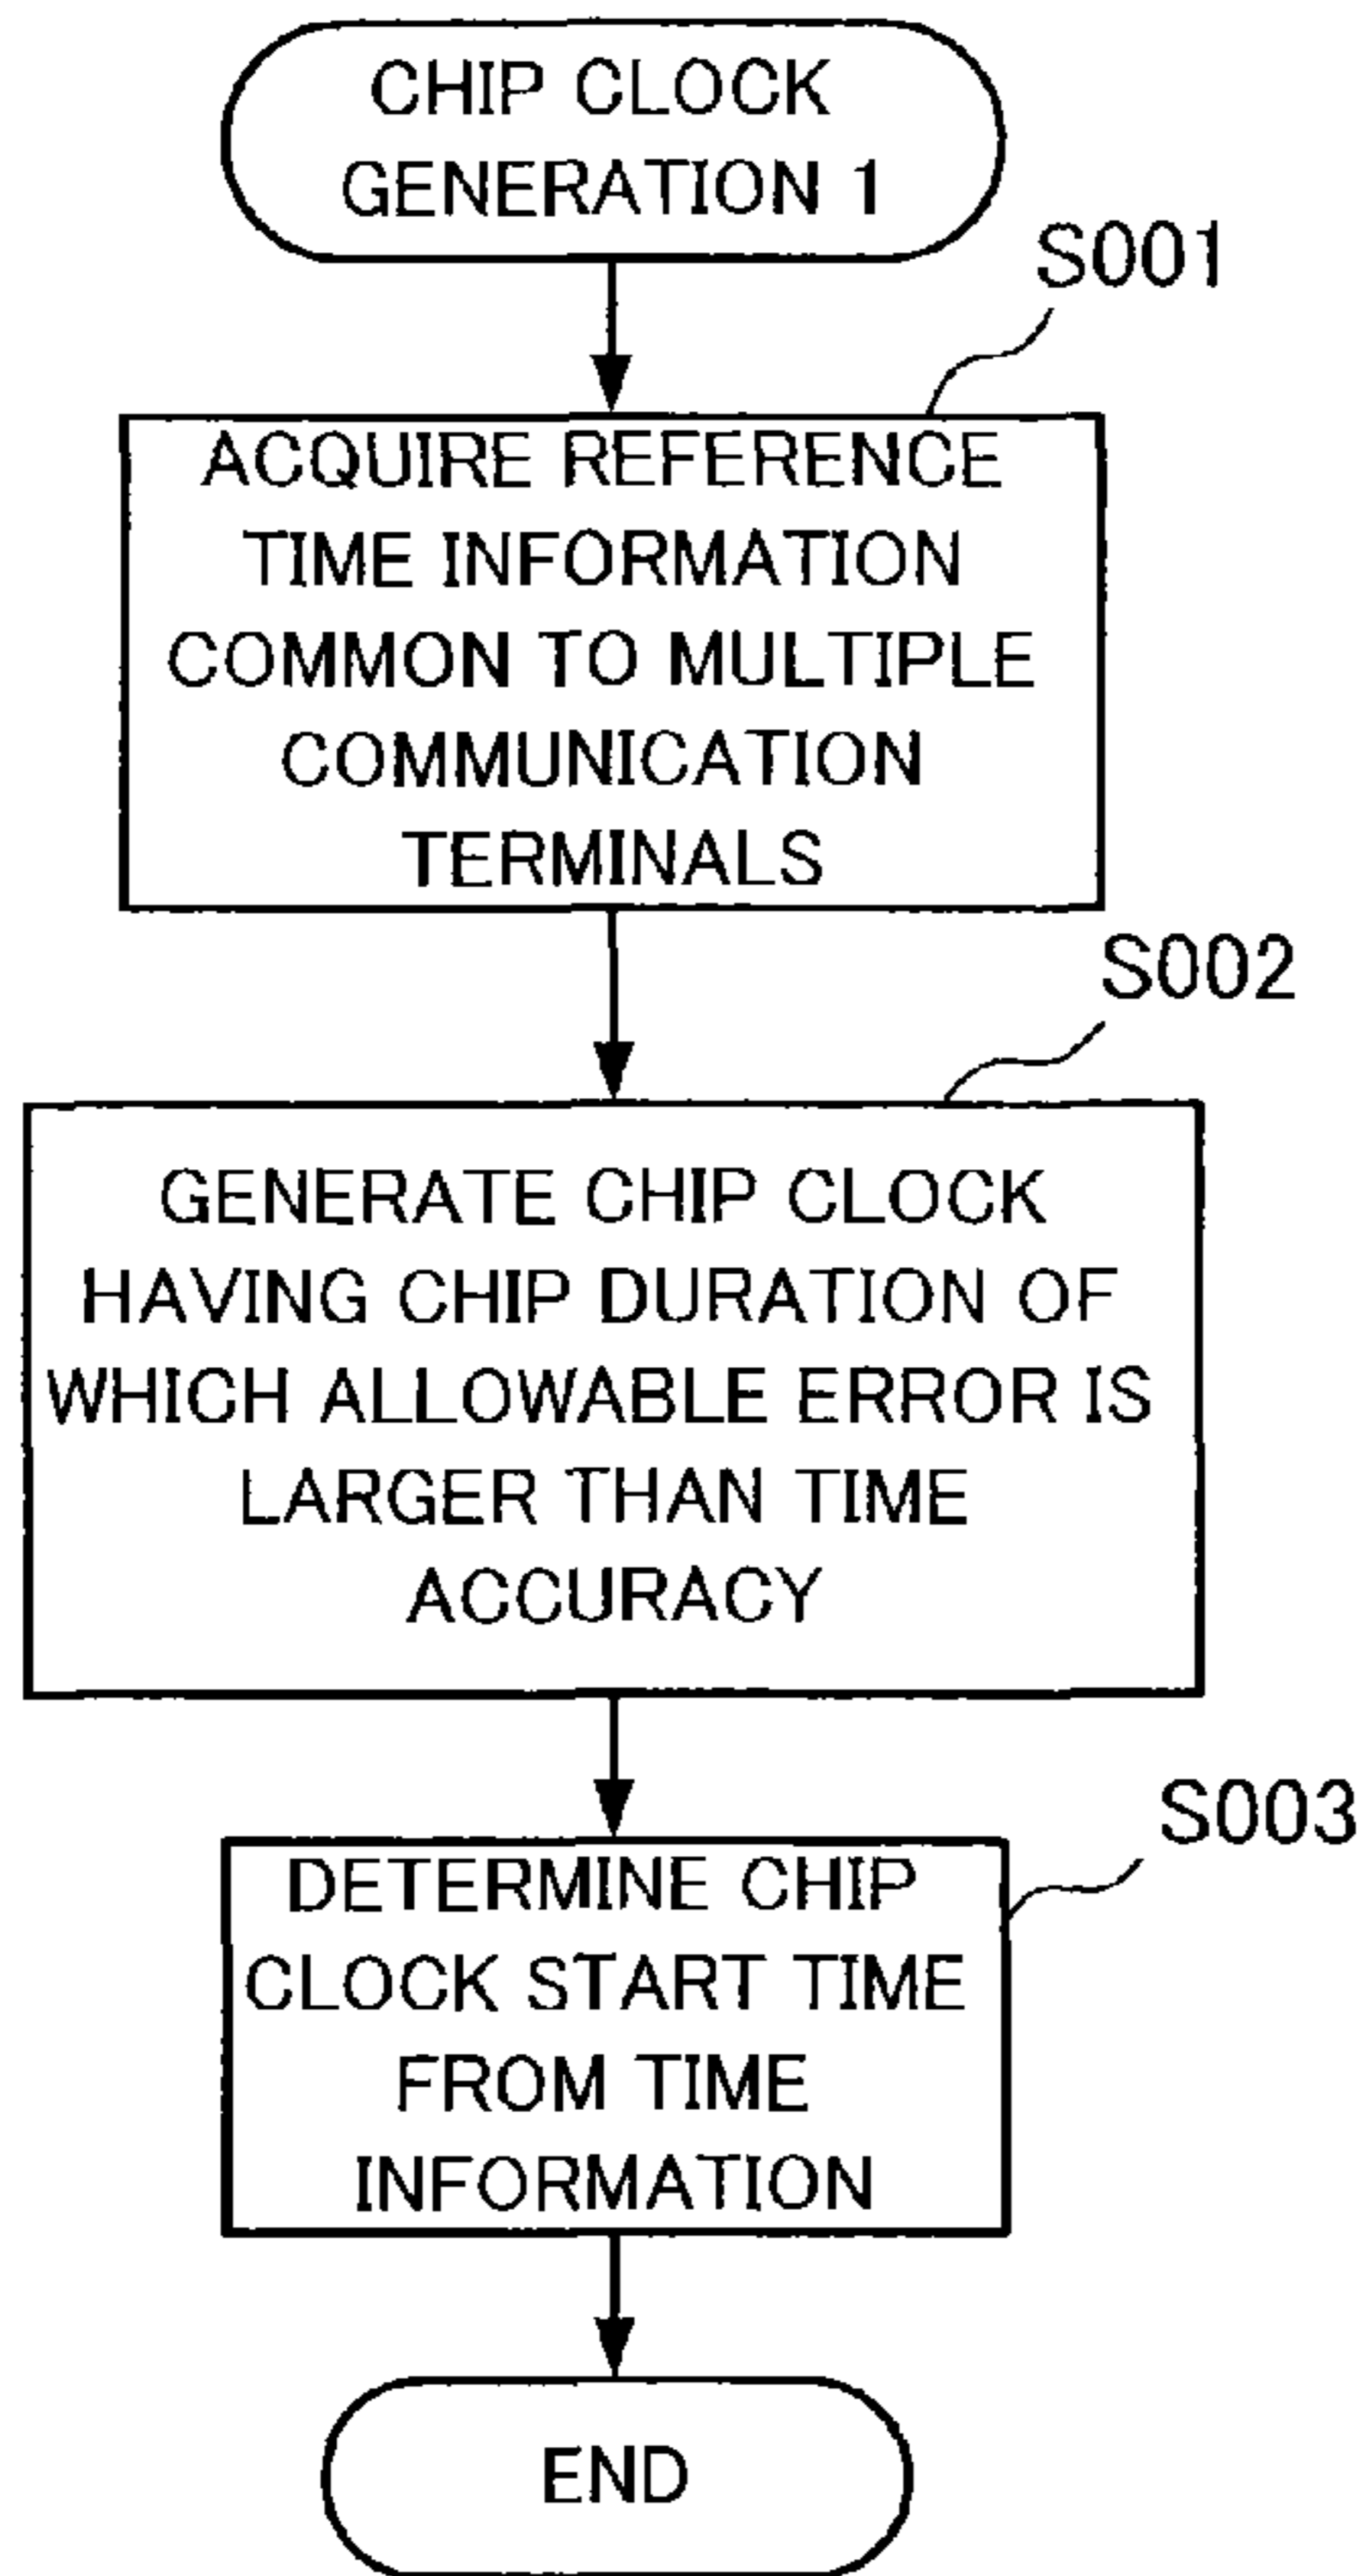 CHIP CLOCK
GENERATION 1
S001
ACQUIRE REFERENCE
TIME INFORMATION
COMMON TO MULTIPLE
COMMUNICATION
TERMINALS
S002
GENERATE CHIP CLOCK
HAVING CHIP DURATION OF
WHICH ALLOWABLE ERROR IS
LARGER THAN TIME
ACCURACY
S003
DETERMINE CHIP
CLOCK START TIME
FROM TIME
INFORMATION
END